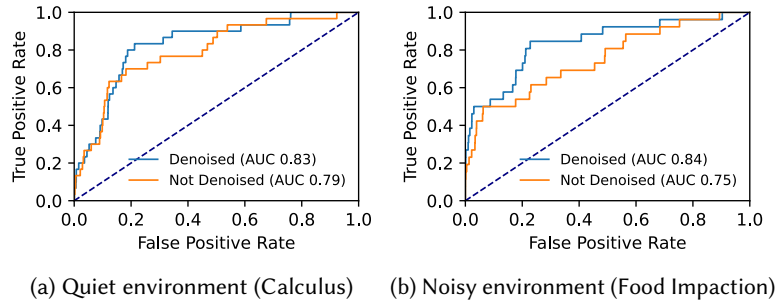 True Positive Rate
1.0
0.8
0.6
0.4
0.2
0.0
Denoised (AUC 0.83)
Not Denoised (AUC 0.79)
0.0 0.2 0.4 0.6 0.8 1.0
False Positive Rate
(a) Quiet environment (Calculus)
True Positive Rate
1.0
0.8
0.6
0.4
0.2
0.0
Denoised (AUC 0.84)
Not Denoised (AUC 0.75)
0.0 0.2 0.4 0.6 0.8 1.0
False Positive Rate
(b) Noisy environment (Food Impaction)